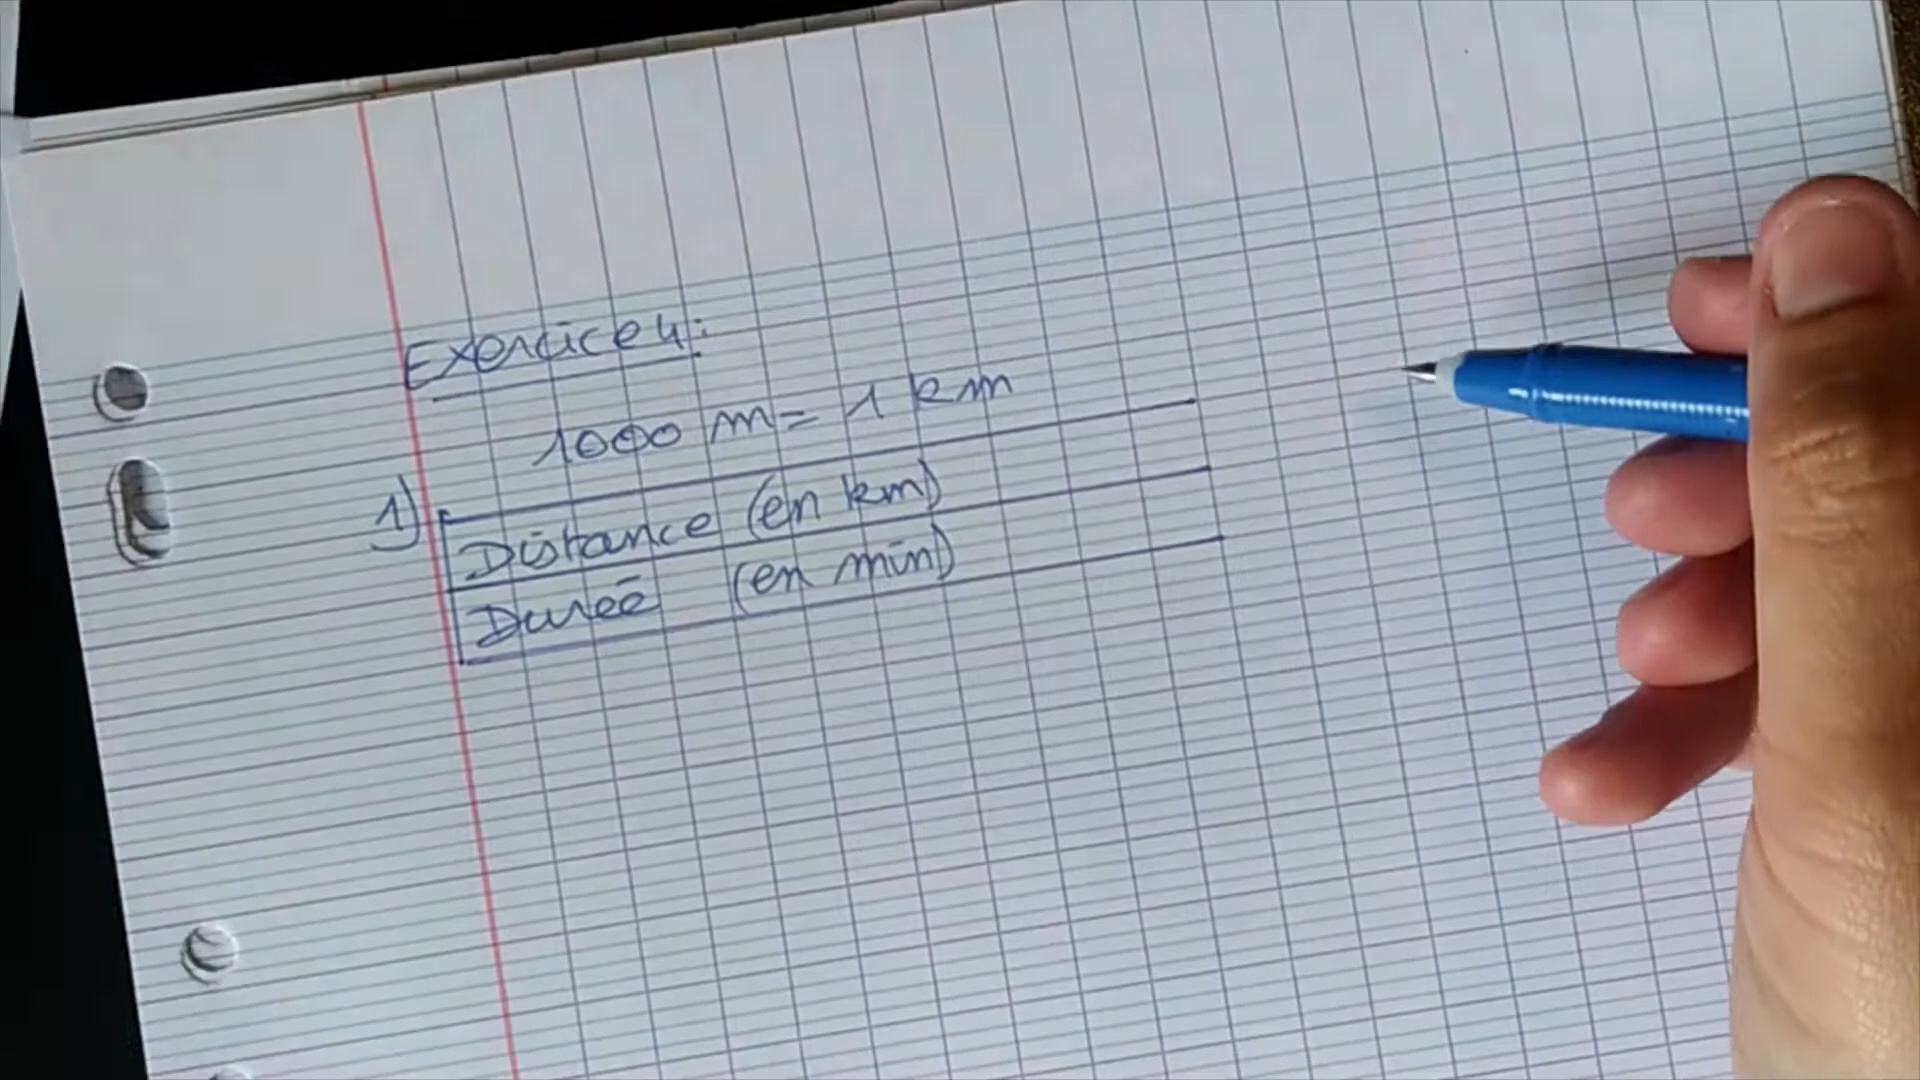 Exercice 4:
1000 m = 1 km
1)
Distance (en km)
Durée (en min)